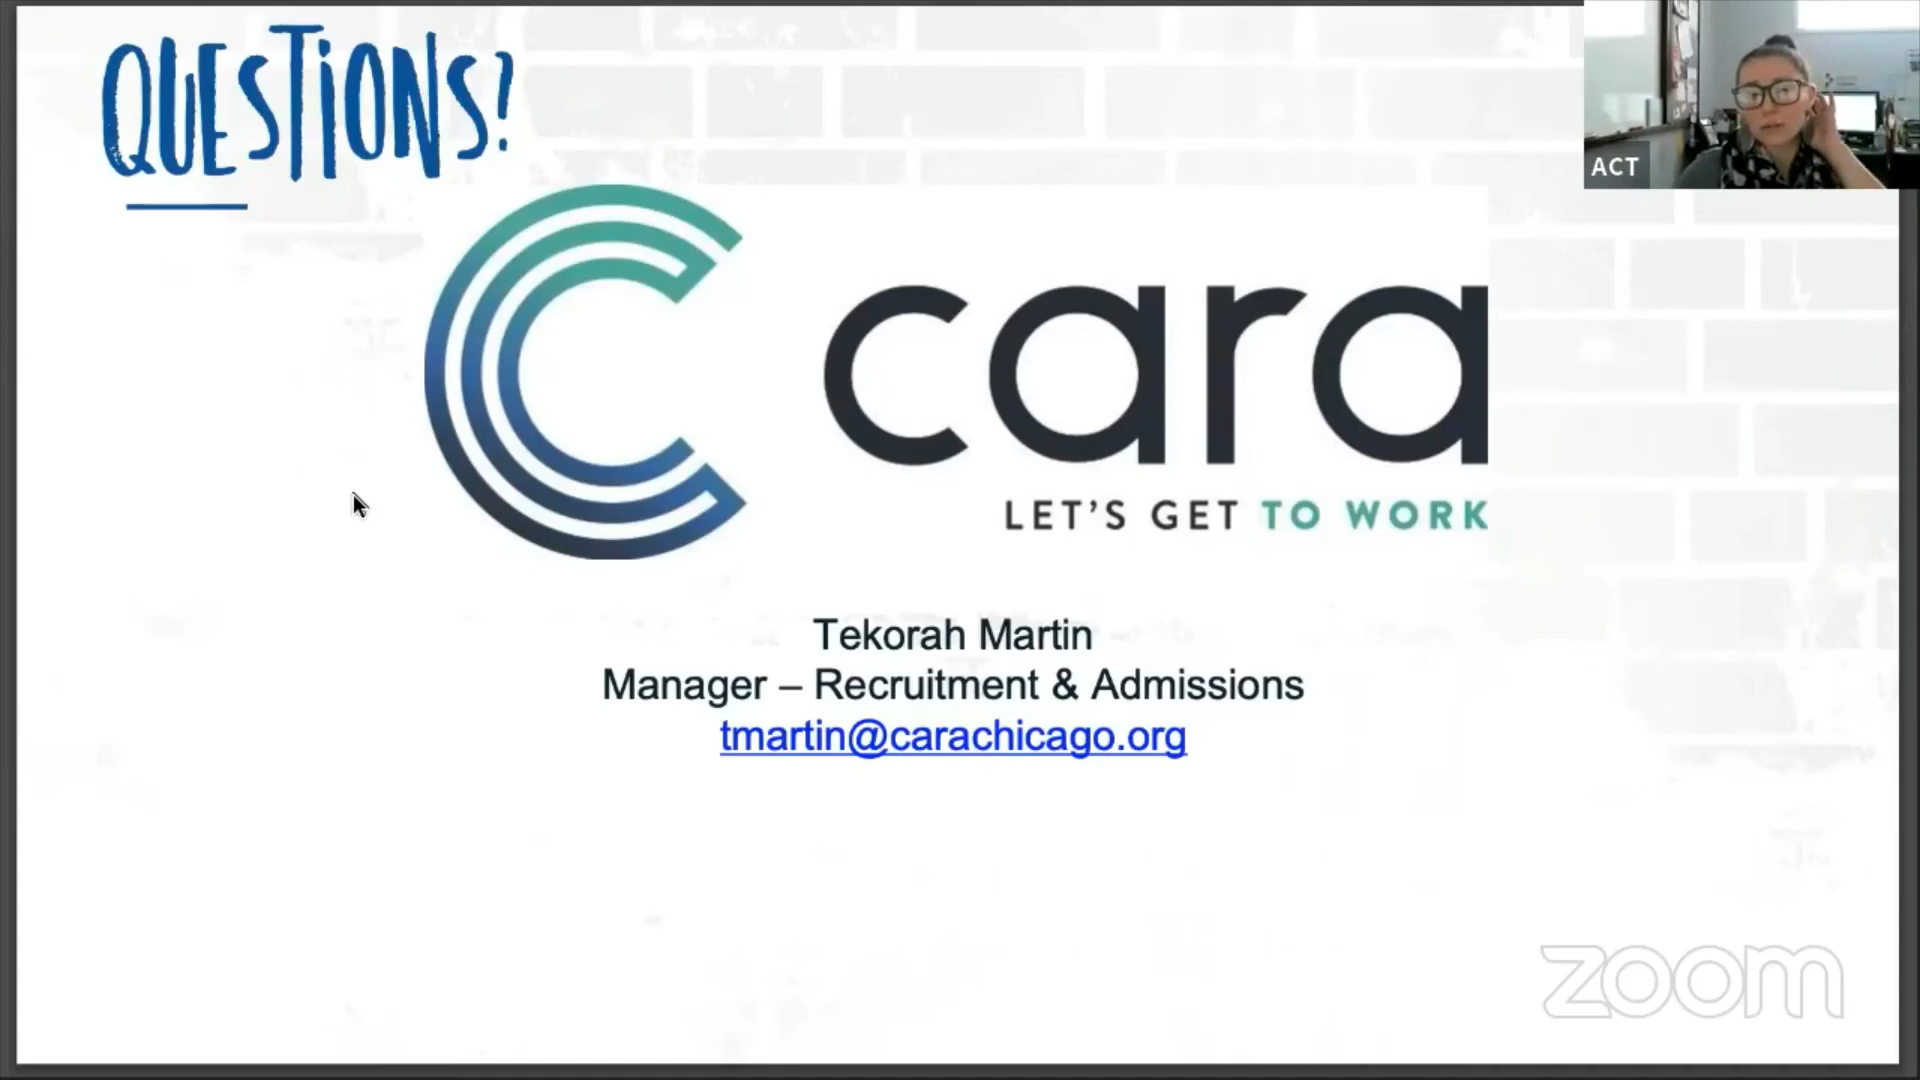 QUESTIONS?
ACT
cara
LET'S GET TO WORK
Tekorah Martin
Manager – Recruitment & Admissions
tmartin@carachicago.org
zoom